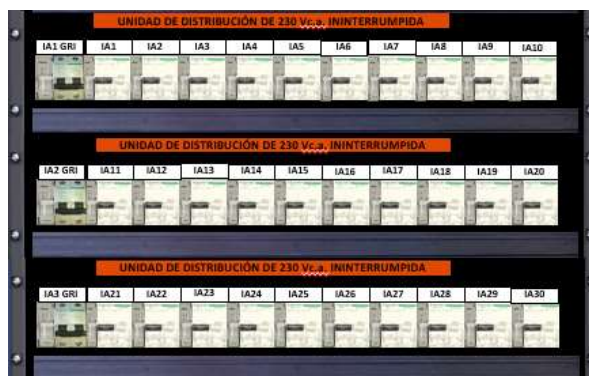 UNIDAD DE DISTRIBUCIÓN DE 230 Vc.a. ININTERRUMPIDA
IA1 GRI IA1 IA2 IA3 IA4 IA5 IA6 IA7 IA8 IA9 IA10
UNIDAD DE DISTRIBUCIÓN DE 230 Vc.a. ININTERRUMPIDA
IA2 GRI IA11 IA12 IA13 IA14 IA15 IA16 IA17 IA18 IA19 IA20
UNIDAD DE DISTRIBUCIÓN DE 230 Vc.a. ININTERRUMPIDA
IA3 GRI IA21 IA22 IA23 IA24 IA25 IA26 IA27 IA28 IA29 IA30